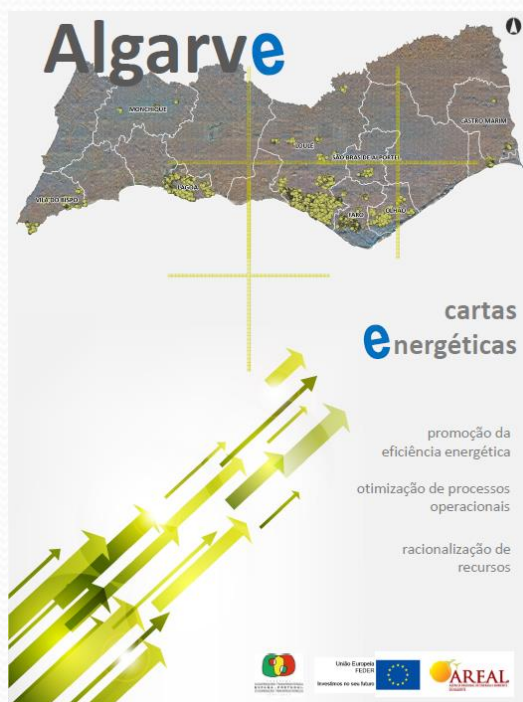 Algarve
MONCHIQUE
CASTRO MARIM
LOULÉ
SÃO BRÁS DE ALPORTEL
LAGOA
VILA DO BISPO
FARO
OLHÃO
cartas
energéticas
promoção da
eficiência energética
otimização de processos
operacionais
racionalização de
recursos
União Europeia
FEDER
Investimos no seu futuro
AREAL